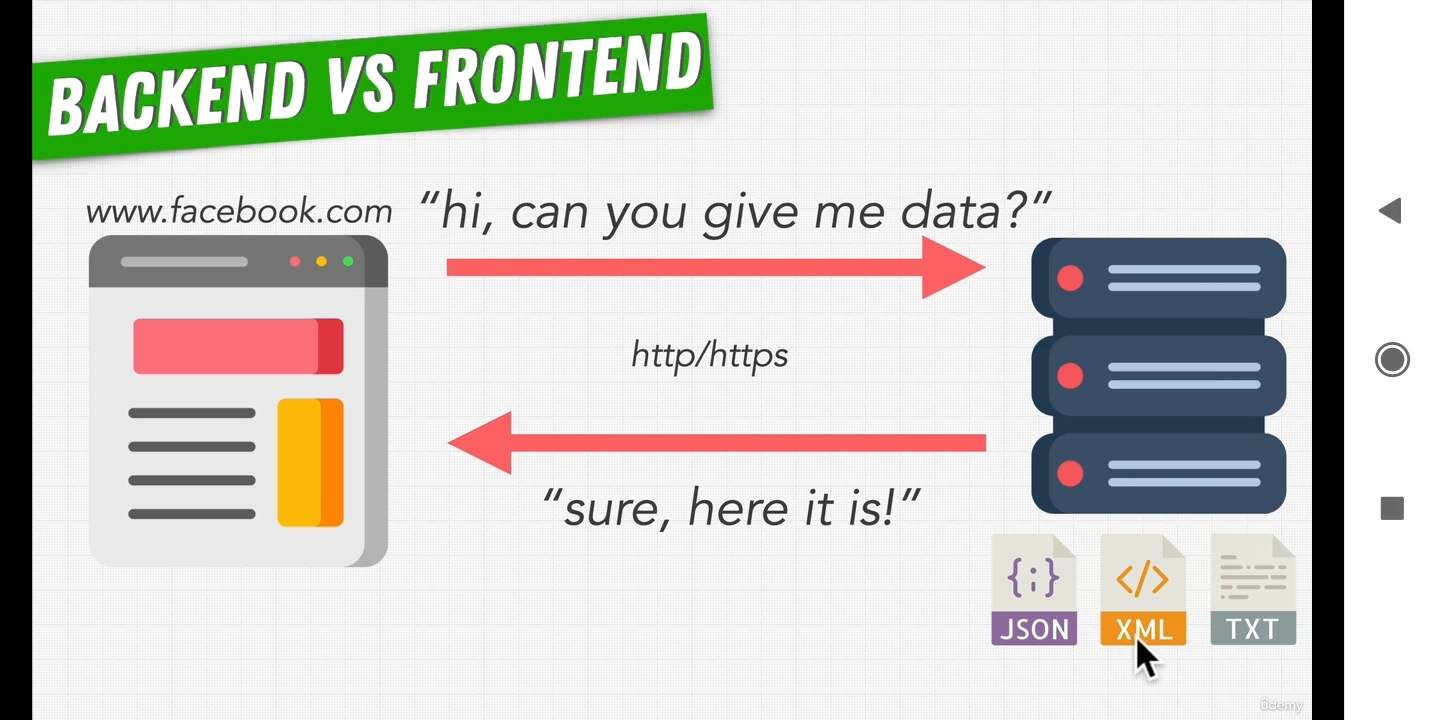 BACKEND VS FRONTEND
www.facebook.com
“hi, can you give me data?”
http/https
“sure, here it is!”
JSON
XML
TXT
ûdemy